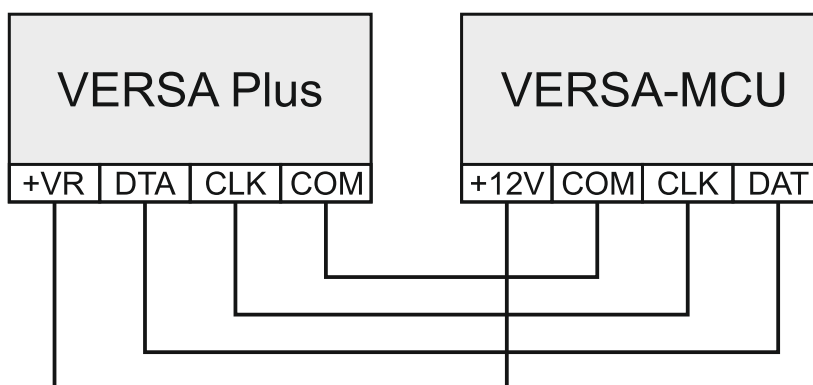 VERSA Plus VERSA-MCU
+VR DTA CLK COM +12V COM CLK DAT